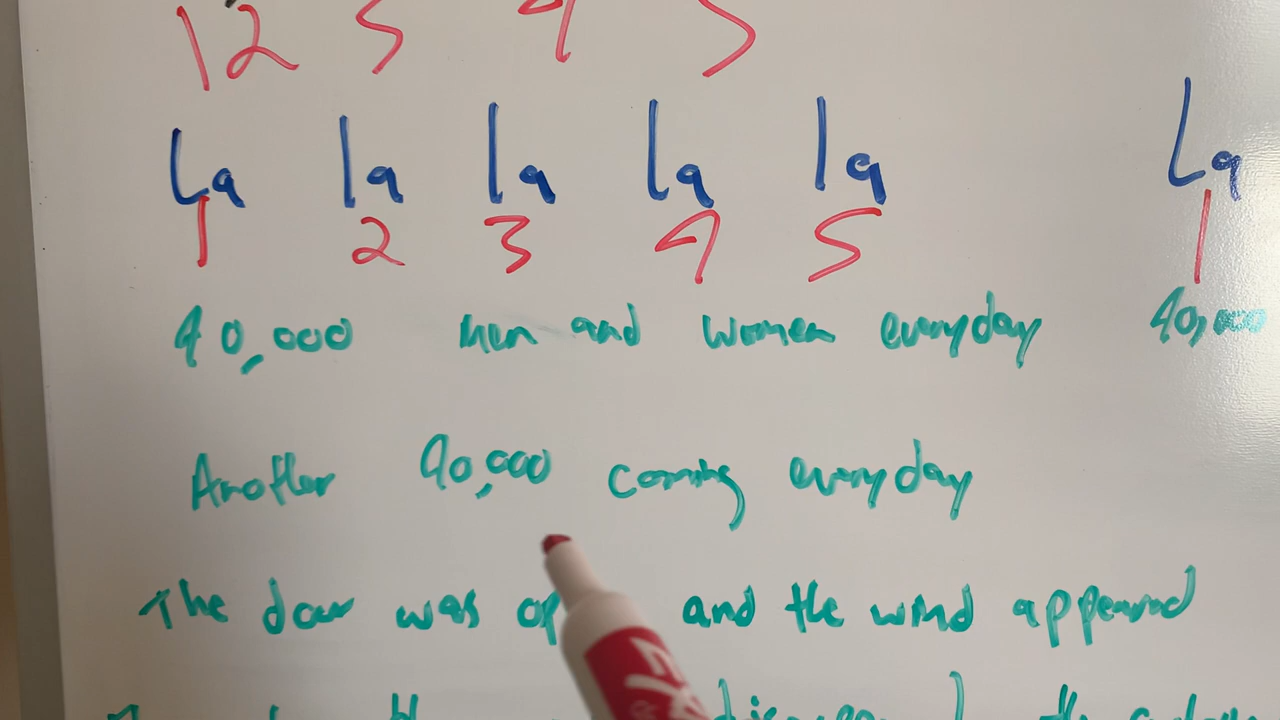 12 5 4 5
La la la la la La
1 2 3 4 5 1
40,000 men and women everyday 40,000
Another 40,000 coming everyday
The door was op and the wind appeared